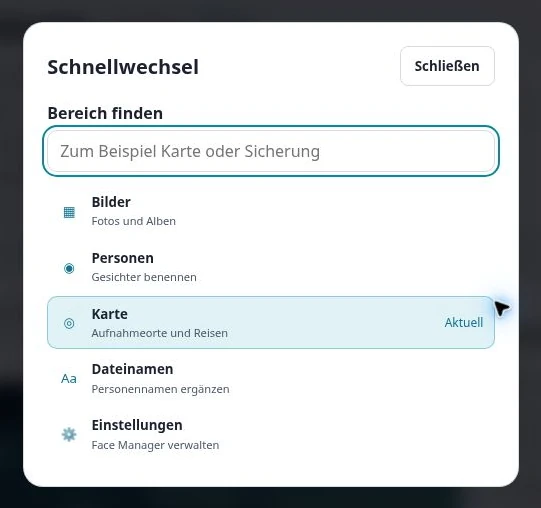 Schnellwechsel
Schließen
Bereich finden
Zum Beispiel Karte oder Sicherung
Bilder
Fotos und Alben
Personen
Gesichter benennen
Karte
Aufnahmeorte und Reisen
Aktuell
Aa
Dateinamen
Personennamen ergänzen
Einstellungen
Face Manager verwalten